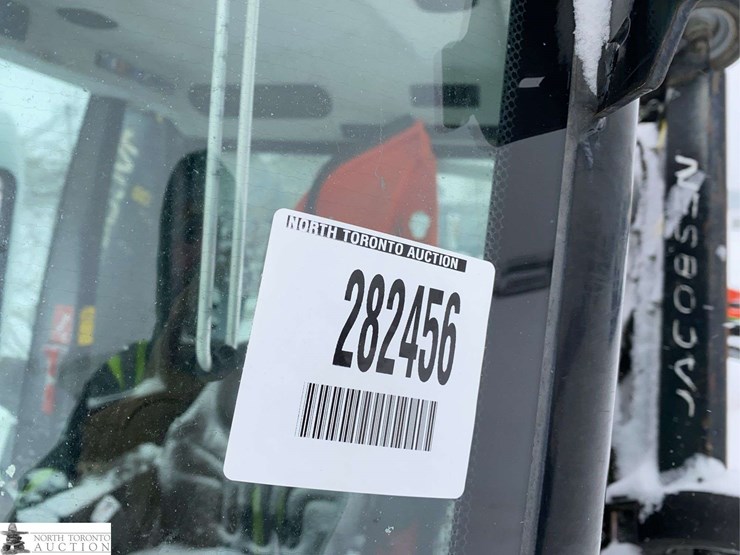 NORTH TORONTO AUCTION
282456
JACOBSEN
NORTH TORONTO
AUCTION